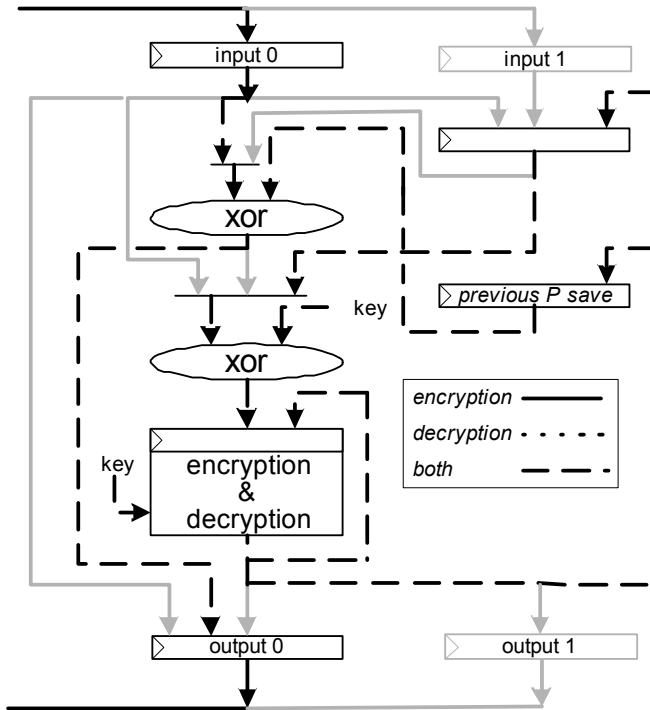 input 0
input 1
xor
previous P save
key
xor
encryption
decryption
both
key
encryption
&
decryption
output 0
output 1